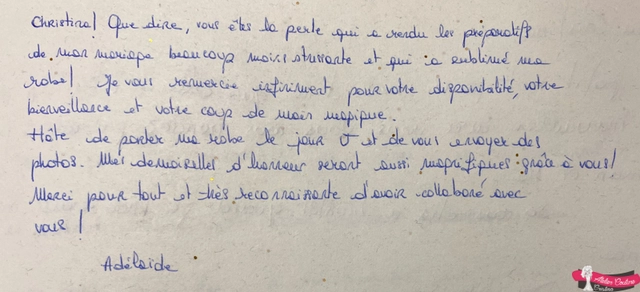 Christina! Que dire, vous êtes la perle qui a rendu les préparatifs
de mon mariage beaucoup moins stressante et qui a sublimé ma
robe! Je vous remercie infiniment pour votre disponibilité, votre
bienveillance et votre coup de main magique.
Hâte de porter ma robe le jour J et de vous envoyer des
photos. Mes demoiselles d'honneur seront aussi magnifiques grâce à vous!
Merci pour tout et très reconnaissante d'avoir collaboré avec
vous!
Adélaïde
Atelier